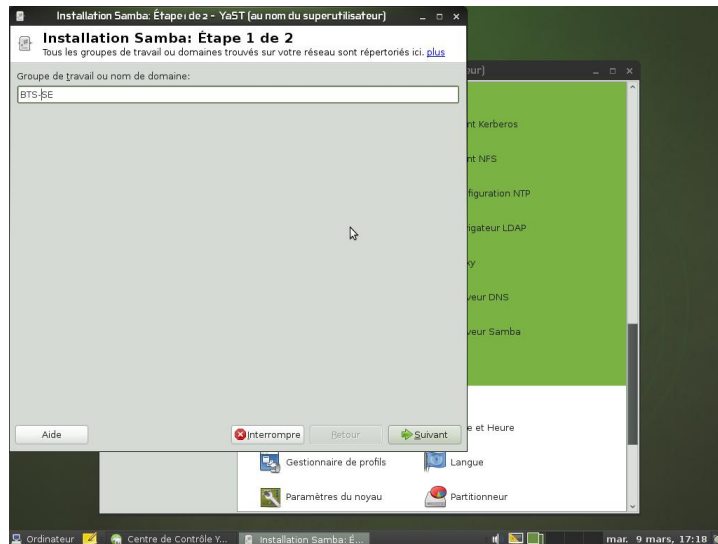 Installation Samba: Étape 1 de 2 - YaST (au nom du superutilisateur)
Installation Samba: Étape 1 de 2
Tous les groupes de travail ou domaines trouvés sur votre réseau sont répertoriés ici. plus
Groupe de travail ou nom de domaine:
BTS-SE
Aide
Interrompre
Retour
Suivant
eur]
nt Kerberos
nt NFS
figuration NTP
igateur LDAP
xy
veur DNS
veur Samba
e et Heure
Gestionnaire de profils
Langue
Paramètres du noyau
Partitionneur
Ordinateur
Centre de Contrôle Y...
Installation Samba: É...
mar. 9 mars, 17:18